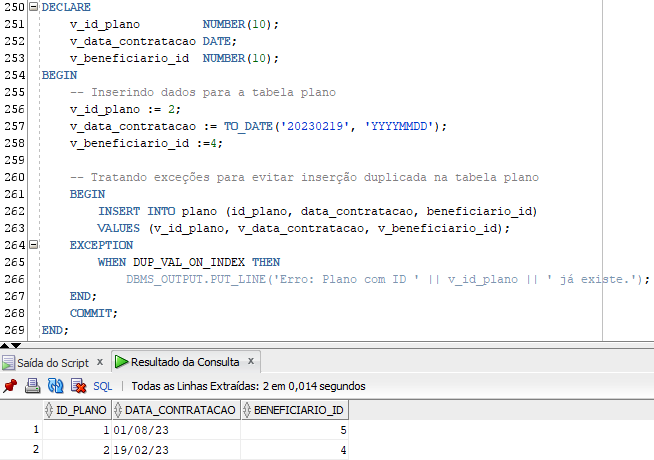 250 DECLARE
251 v_id_plano NUMBER(10);
252 v_data_contratacao DATE;
253 v_beneficiario_id NUMBER(10);
254 BEGIN
255 -- Inserindo dados para a tabela plano
256 v_id_plano := 2;
257 v_data_contratacao := TO_DATE('20230219', 'YYYYMMDD');
258 v_beneficiario_id :=4;
259
260 -- Tratando exceções para evitar inserção duplicada na tabela plano
261 BEGIN
262 INSERT INTO plano (id_plano, data_contratacao, beneficiario_id)
263 VALUES (v_id_plano, v_data_contratacao, v_beneficiario_id);
264 EXCEPTION
265 WHEN DUP_VAL_ON_INDEX THEN
266 DBMS_OUTPUT.PUT_LINE('Erro: Plano com ID ' || v_id_plano || ' já existe.');
267 END;
268 COMMIT;
269 END;
Saída do Script x Resultado da Consulta x
SQL | Todas as Linhas Extraídas: 2 em 0,014 segundos
ID_PLANO DATA_CONTRATACAO BENEFICIARIO_ID
1 1 01/08/23 5
2 2 19/02/23 4